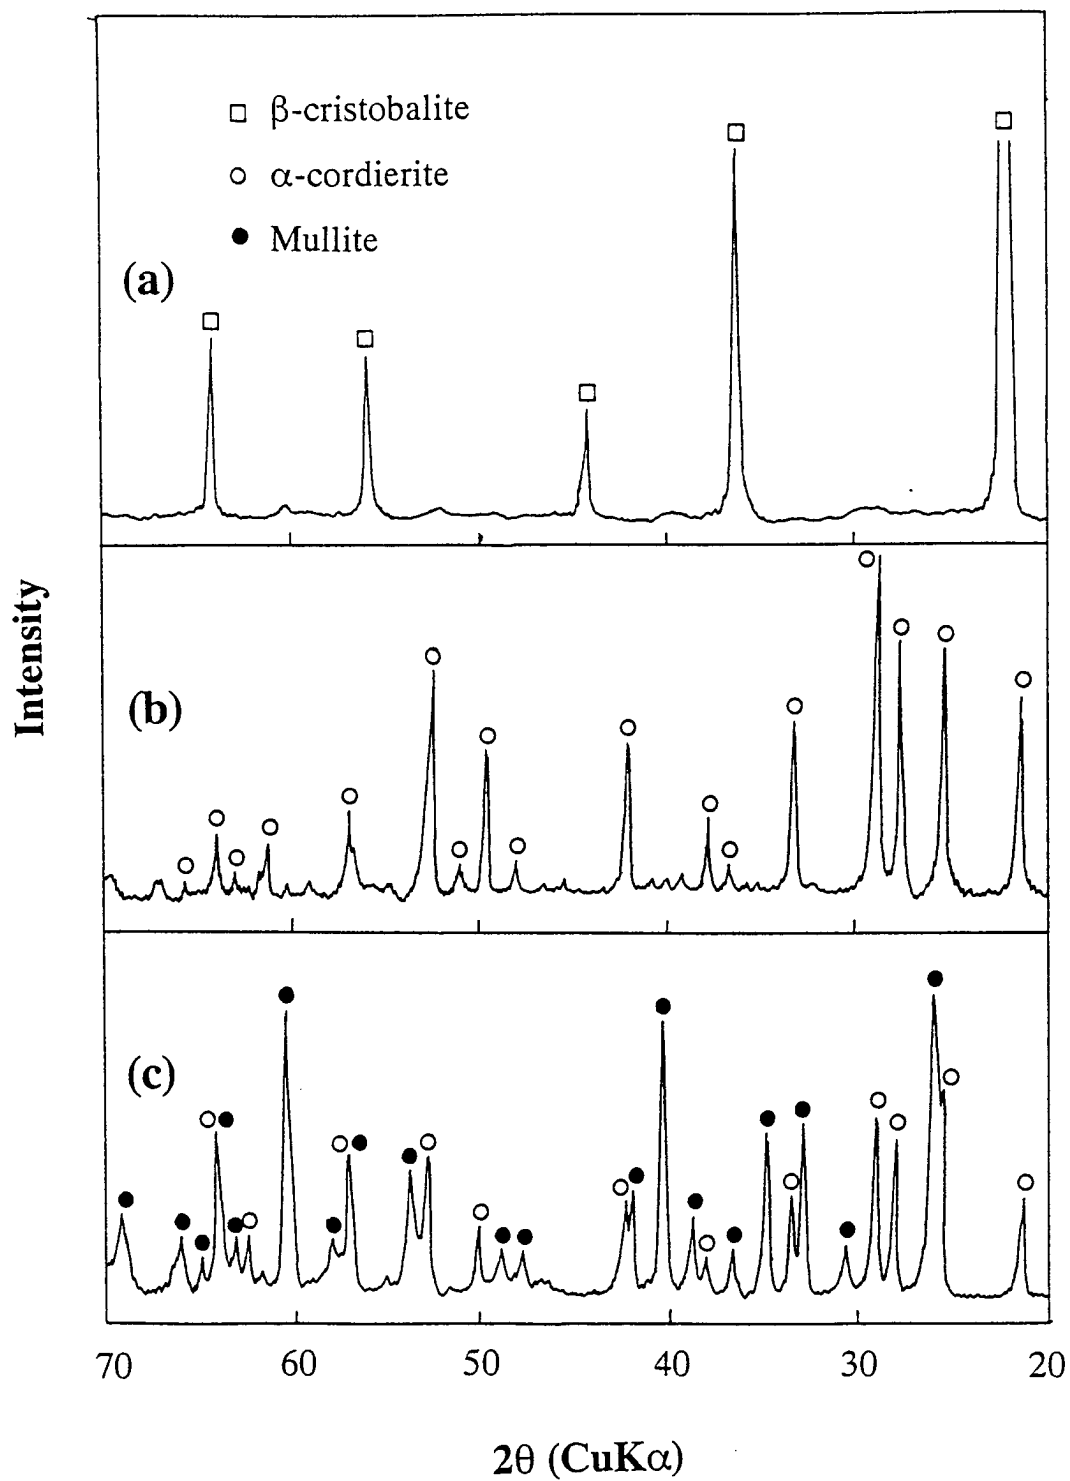 □ β-cristobalite
○ α-cordierite
● Mullite
(a)
(b)
(c)
Intensity
70 60 50 40 30 20
2θ (CuKα)